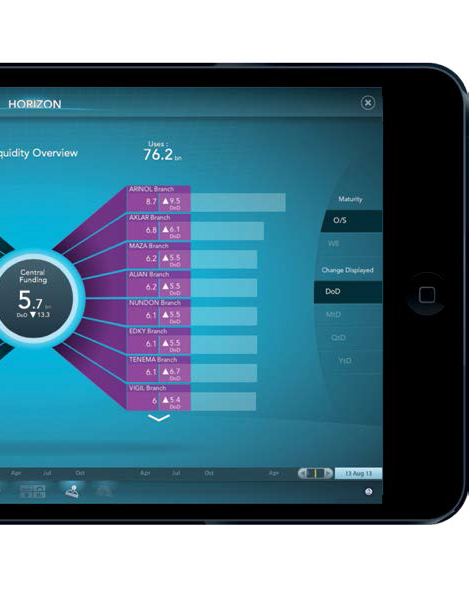 HORIZON
quidity Overview
Uses :
76.2 bn
ARINOL Branch
8.7 ▲9.5
DoD
AXLAR Branch
6.8 ▲6.1
DoD
MAZA Branch
6.2 ▲5.5
DoD
AUAN Branch
6.2 ▲5.5
DoD
NUNDON Branch
6.1 ▲5.5
DoD
EDKY Branch
6.1 ▲5.5
DoD
TENEMA Branch
6.1 ▲6.7
DoD
VIGIL Branch
6 ▲5.4
DoD
Central
Funding
5.7 bn
DoD ▼13.3
Maturity
O/S
WB
Change Displayed
DoD
MtD
QtD
YtD
Apr Jul Oct Apr Jul Oct Apr 13 Aug 13